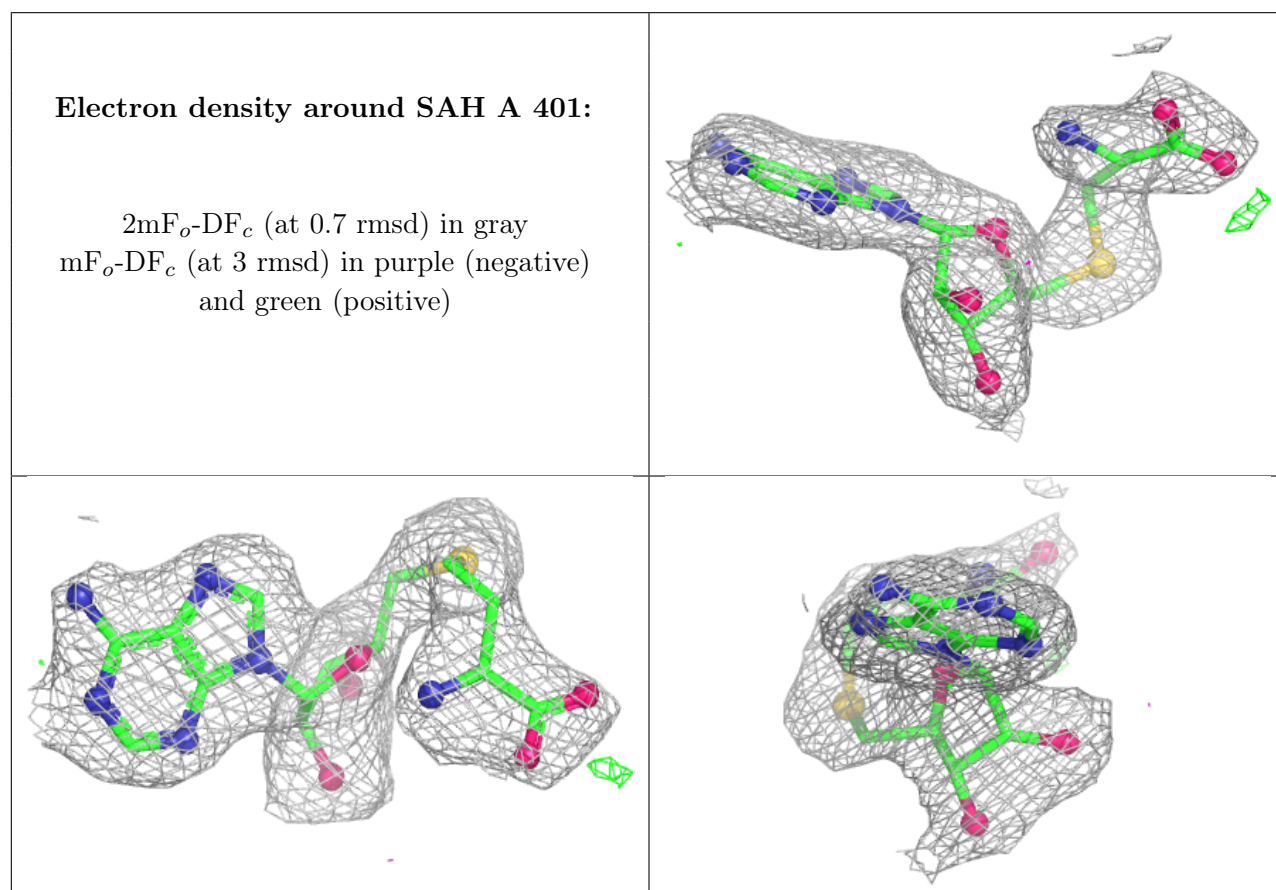 Electron density around SAH A 401:
2mFo-DFc (at 0.7 rmsd) in gray
mFo-DFc (at 3 rmsd) in purple (negative)
and green (positive)